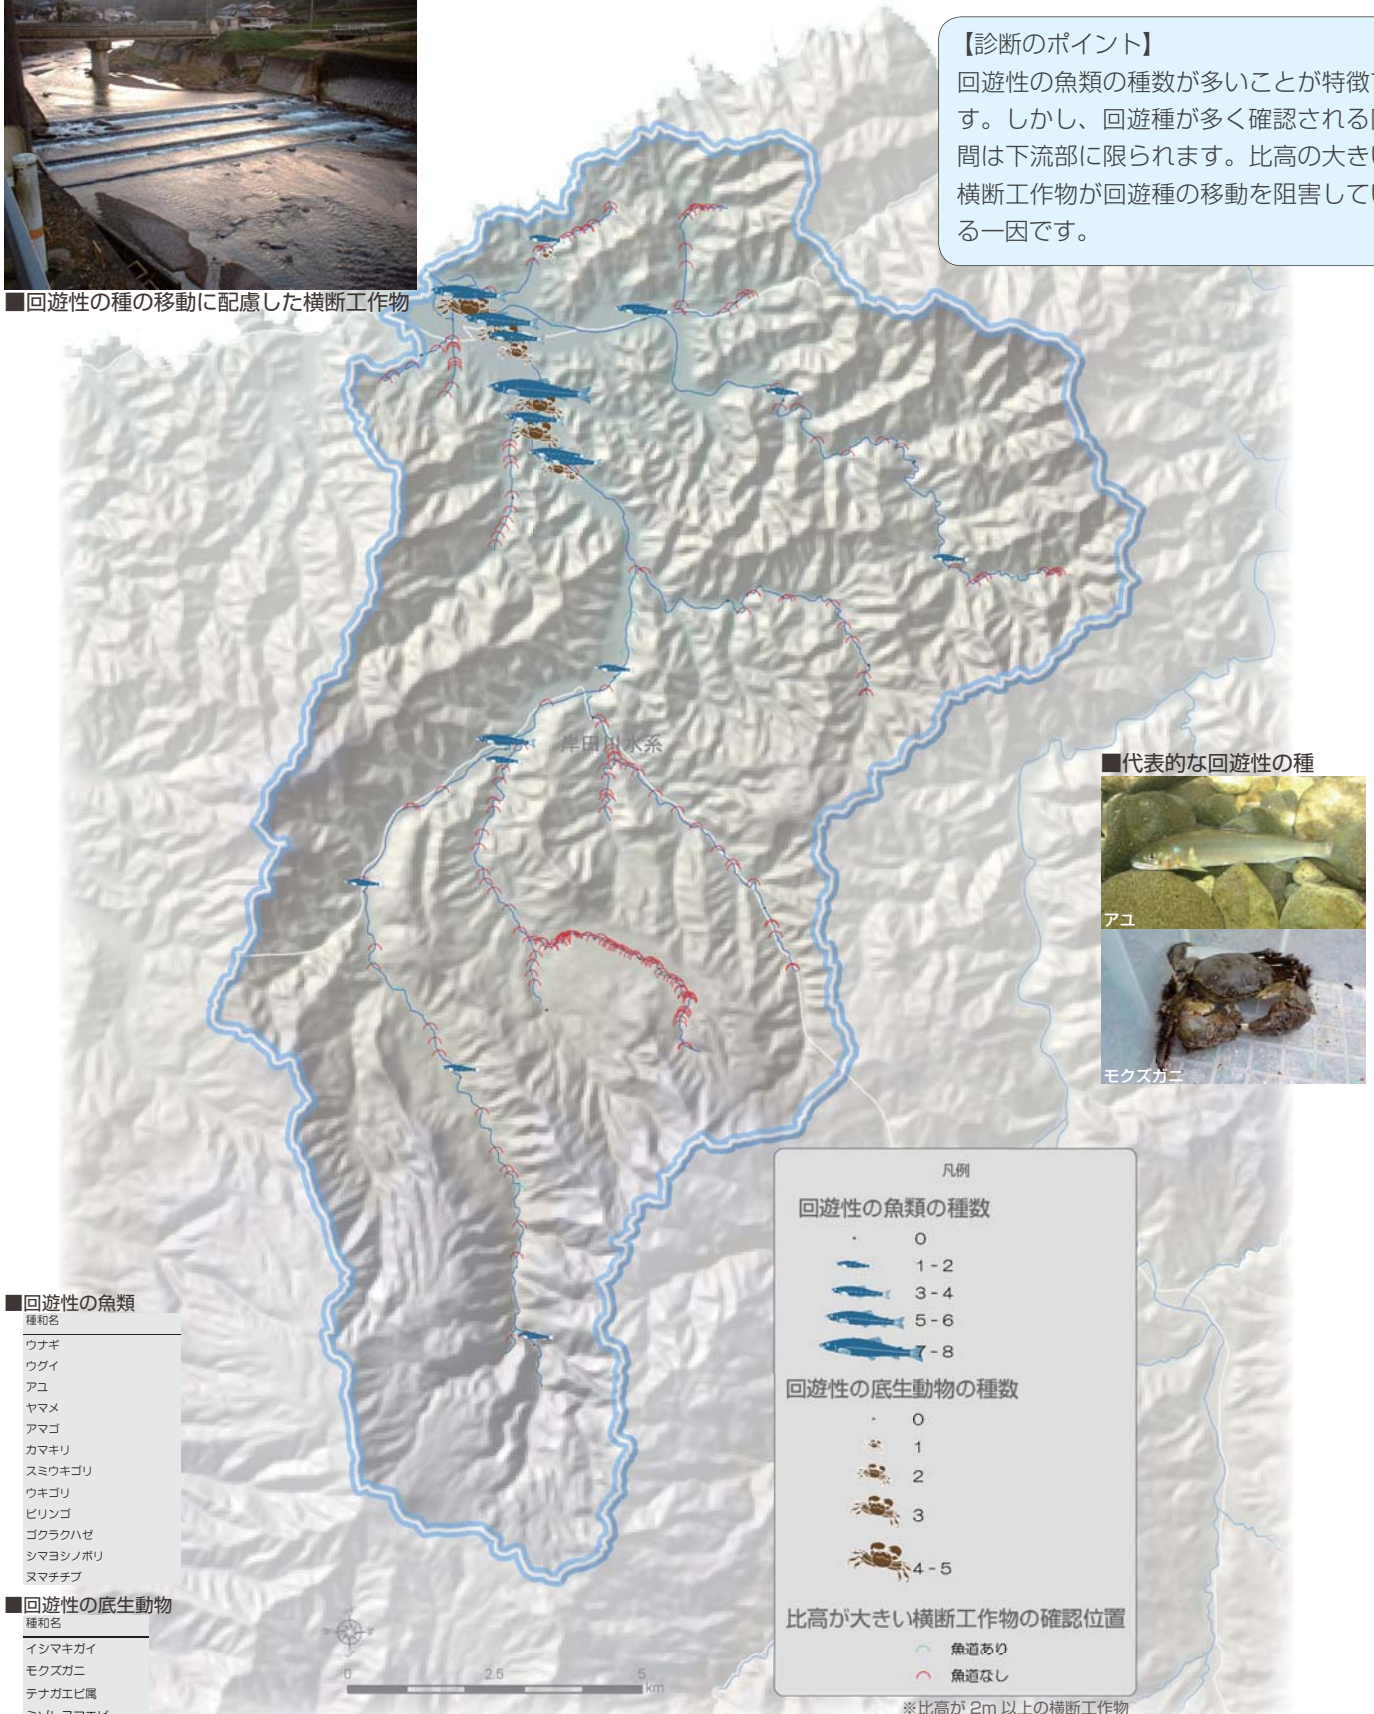 【診断のポイント】
回遊性の魚類の種数が多いことが特徴
す。しかし、回遊種が多く確認される
間は下流部に限られます。比高の大き
横断工作物が回遊種の移動を阻害して
る一因です。
■回遊性の種の移動に配慮した横断工作物
岸田川水系
■代表的な回遊性の種
アユ
モクズガニ
凡例
回遊性の魚類の種数
0
1-2
3-4
5-6
7-8
回遊性の底生動物の種数
0
1
2
3
4-5
比高が大きい横断工作物の確認位置
魚道あり
魚道なし
※比高が 2m 以上の横断工作物
■回遊性の魚類
種和名
ウナギ
ウグイ
アユ
ヤマメ
アマゴ
カマキリ
スミウキゴリ
ウキゴリ
ビリンゴ
ゴクラクハゼ
シマヨシノボリ
ヌマチチブ
■回遊性の底生動物
種和名
イシマキガイ
モクズガニ
テナガエビ属
0 2.5 5
km